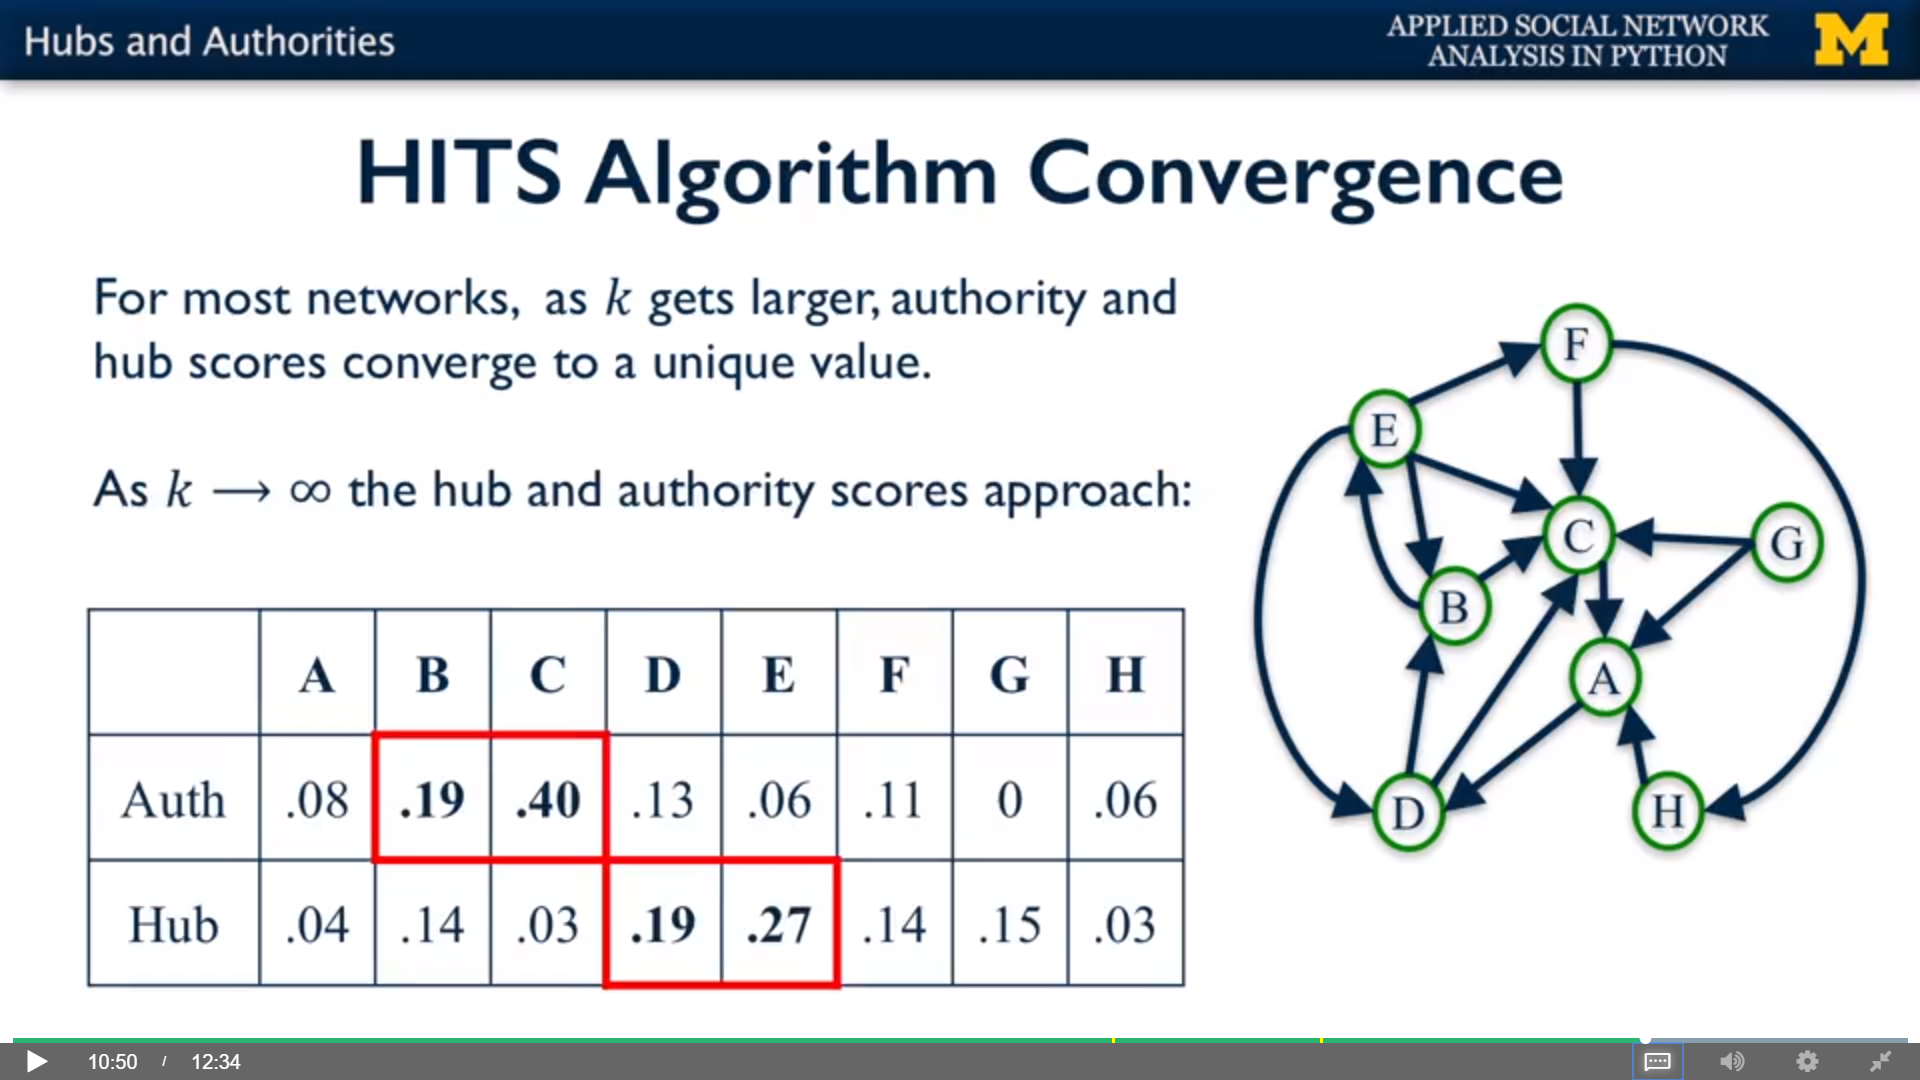 Hubs and Authorities
APPLIED SOCIAL NETWORK
ANALYSIS IN PYTHON
M
HITS Algorithm Convergence
For most networks, as k gets larger, authority and
hub scores converge to a unique value.
As k ⟶ ∞ the hub and authority scores approach:
A B C D E F G H
Auth .08 .19 .40 .13 .06 .11 0 .06
Hub .04 .14 .03 .19 .27 .14 .15 .03
F
E
C
G
B
A
D
H
10:50 / 12:34